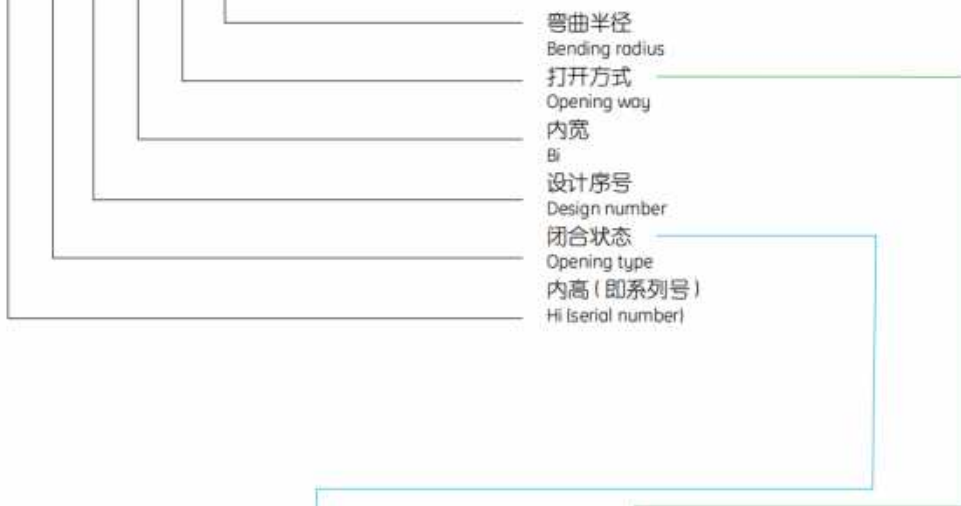 弯曲半径
Bending radius
打开方式
Opening way
内宽
Bi
设计序号
Design number
闭合状态
Opening type
内高(即系列号)
Hi (serial number)